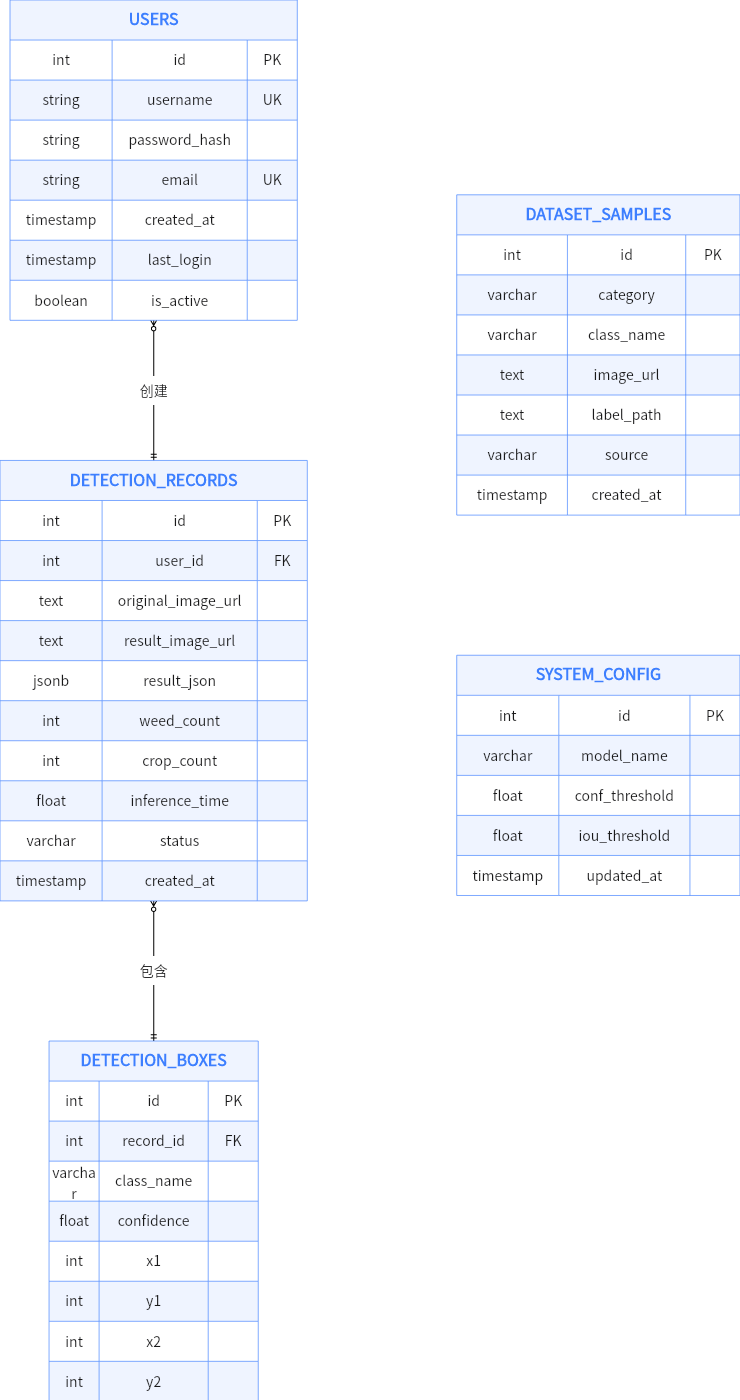 USERS
int id PK
string username UK
string password_hash
string email UK
timestamp created_at
timestamp last_login
boolean is_active
创建
DETECTION_RECORDS
int id PK
int user_id FK
text original_image_url
text result_image_url
jsonb result_json
int weed_count
int crop_count
float inference_time
varchar status
timestamp created_at
包含
DETECTION_BOXES
int id PK
int record_id FK
varcha
r
class_name
float confidence
int x1
int y1
int x2
int y2
DATASET_SAMPLES
int id PK
varchar category
varchar class_name
text image_url
text label_path
varchar source
timestamp created_at
SYSTEM_CONFIG
int id PK
varchar model_name
float conf_threshold
float iou_threshold
timestamp updated_at